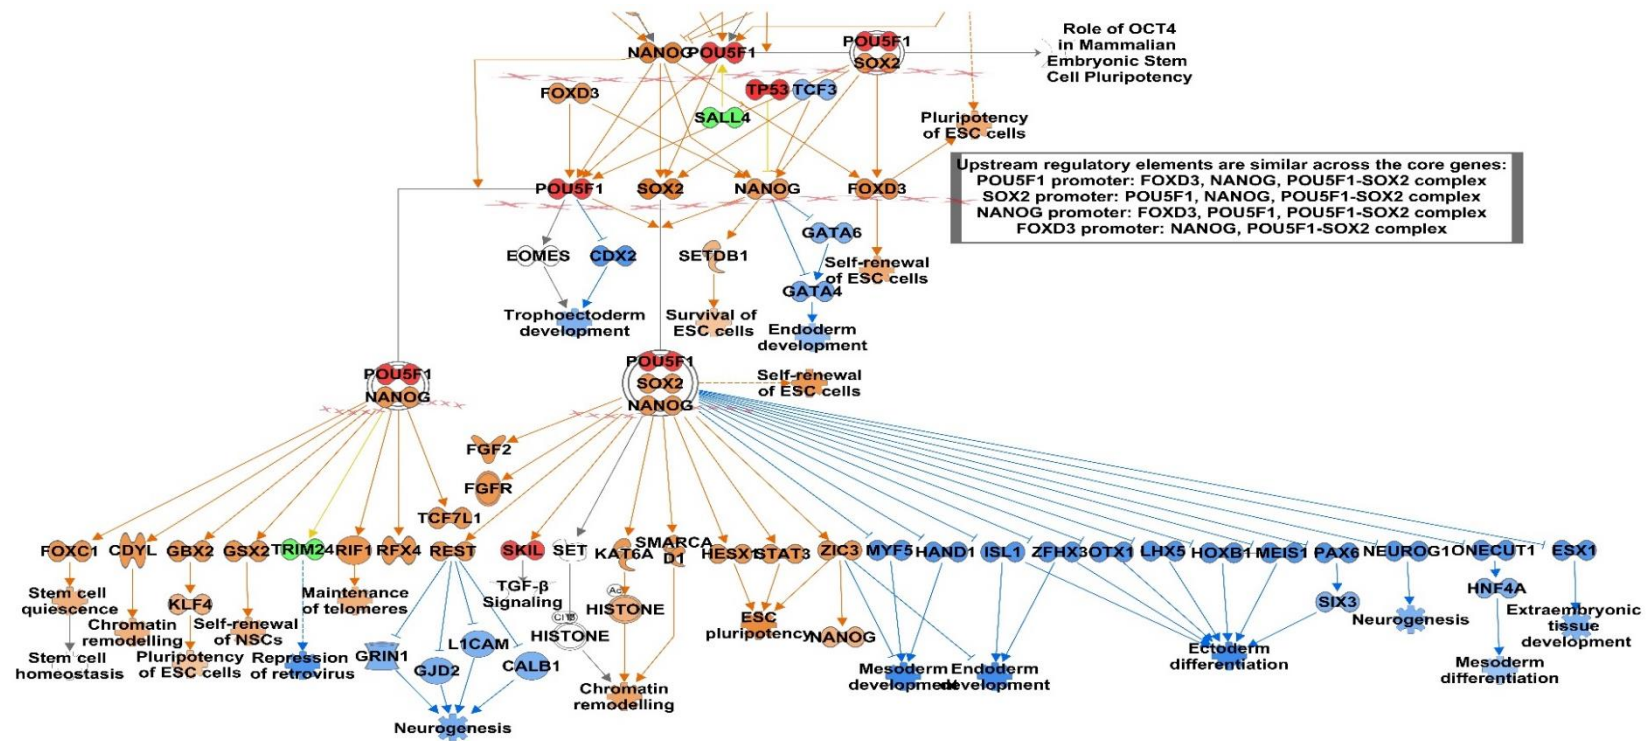 Role of OCT4
in Mammalian
Embryonic Stem
Cell Pluripotency
NANOG
POU5F1
POU5F1
SOX2
FOXD3
TP53
TCF3
SALL4
Pluripotency
of ESC cells
Upstream regulatory elements are similar across the core genes:
POU5F1 promoter: FOXD3, NANOG, POU5F1-SOX2 complex
SOX2 promoter: POU5F1, NANOG, POU5F1-SOX2 complex
NANOG promoter: FOXD3, POU5F1, POU5F1-SOX2 complex
FOXD3 promoter: NANOG, POU5F1-SOX2 complex
POU5F1
SOX2
NANOG
FOXD3
EOMES
CDX2
SETDB1
GATA6
GATA4
Self-renewal
of ESC cells
Trophoectoderm
development
Survival of
ESC cells
Endoderm
development
POU5F1
NANOG
POU5F1
SOX2
NANOG
Self-renewal
of ESC cells
FGF2
FGFR
TCF7L1
FOXC1
CDYL
GBX2
GSX2
TRIM24
RIF1
RFX4
REST
SKIL
SET
KAT6A
SMARCA
D1
HESX1
STAT3
ZIC3
MYF5
HAND1
ISL1
ZFHX3
OTX1
LHX5
HOXB1
MEIS1
PAX6
NEUROG1
ONECUT1
ESX1
Stem cell
quiescence
KLF4
Maintenance
of telomeres
TGF-β
Signaling
Ac
HISTONE
HISTONE
ESC
pluripotency
NANOG
SIX3
HNF4A
Neurogenesis
Extraembryonic
tissue
development
Chromatin
remodelling
Self-renewal
of NSCs
Stem cell
homeostasis
Pluripotency
of ESC cells
Repression
of retrovirus
GRIN1
GJD2
L1CAM
CALB1
Neurogenesis
Chromatin
remodelling
Mesoderm
development
Endoderm
development
Ectoderm
differentiation
Mesoderm
differentiation